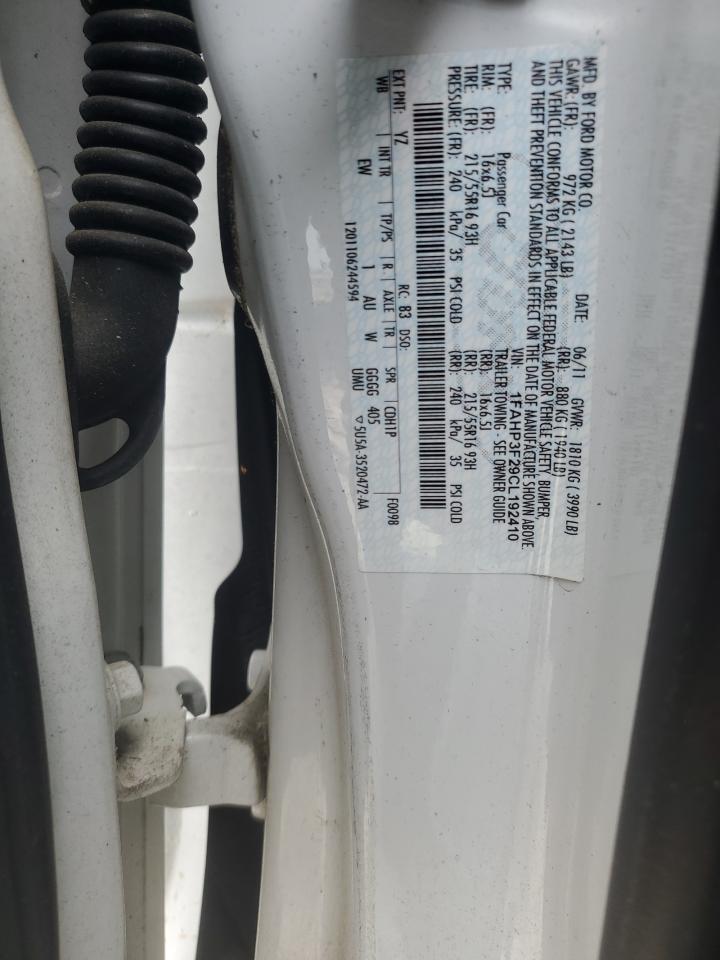 MFD. BY FORD MOTOR CO.
DATE: 06/11 GVWR: 1810 KG ( 3990 LB)
GAWR: (FR): 972 KG ( 2143 LB) (RR): 880 KG ( 1940 LB)
THIS VEHICLE CONFORMS TO ALL APPLICABLE FEDERAL MOTOR VEHICLE SAFETY, BUMPER,
AND THEFT PREVENTION STANDARDS IN EFFECT ON THE DATE OF MANUFACTURE SHOWN ABOVE.
VIN: 1FAHP3F29CL192410
TYPE: Passenger Car TRAILER TOWING - SEE OWNER GUIDE
RIM: (FR): 16x6.5J (RR): 16x6.5J
TIRE: (FR): 215/55R16 93H (RR): 215/55R16 93H
PRESSURE: (FR): 240 kPa/ 35 PSI COLD (RR): 240 kPa/ 35 PSI COLD
EXT PNT: YZ RC: 83 DSO: F0098
WB INT TR TP/PS R. AXLE TR SPR CDH1P
EW 1 AU W GGGG 405
UMU
1201106244594 ▽5U5A-3520472-AA